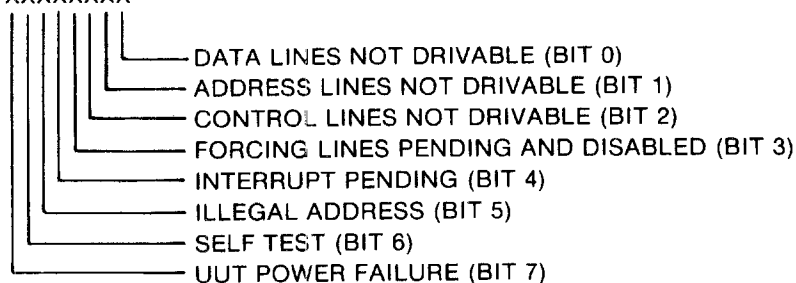 XXXXXXXX
DATA LINES NOT DRIVABLE (BIT 0)
ADDRESS LINES NOT DRIVABLE (BIT 1)
CONTROL LINES NOT DRIVABLE (BIT 2)
FORCING LINES PENDING AND DISABLED (BIT 3)
INTERRUPT PENDING (BIT 4)
ILLEGAL ADDRESS (BIT 5)
SELF TEST (BIT 6)
UUT POWER FAILURE (BIT 7)